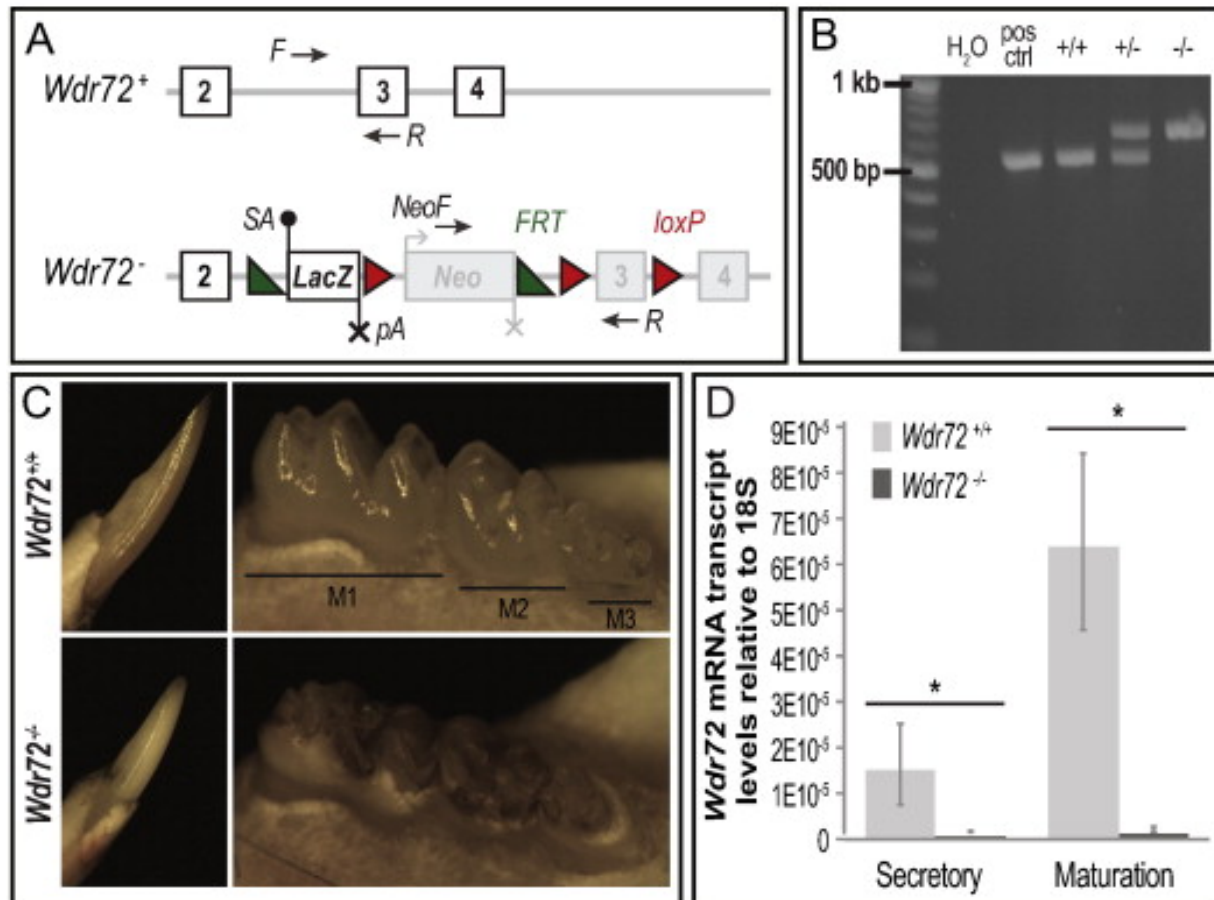 A
F
Wdr72+
2
3
4
R
SA
NeoF
FRT
loxP
Wdr72-
2
LacZ
Neo
3
4
pA
R
B
H2O
pos
ctrl
+/+
+/-
-/-
1 kb
500 bp
C
Wdr72+/+
M1
M2
M3
Wdr72-/-
D
Wdr72 mRNA transcript
levels relative to 18S
9E10-5
8E10-5
7E10-5
6E10-5
5E10-5
4E10-5
3E10-5
2E10-5
1E10-5
0
Wdr72 +/+
Wdr72 -/-
*
*
Secretory
Maturation